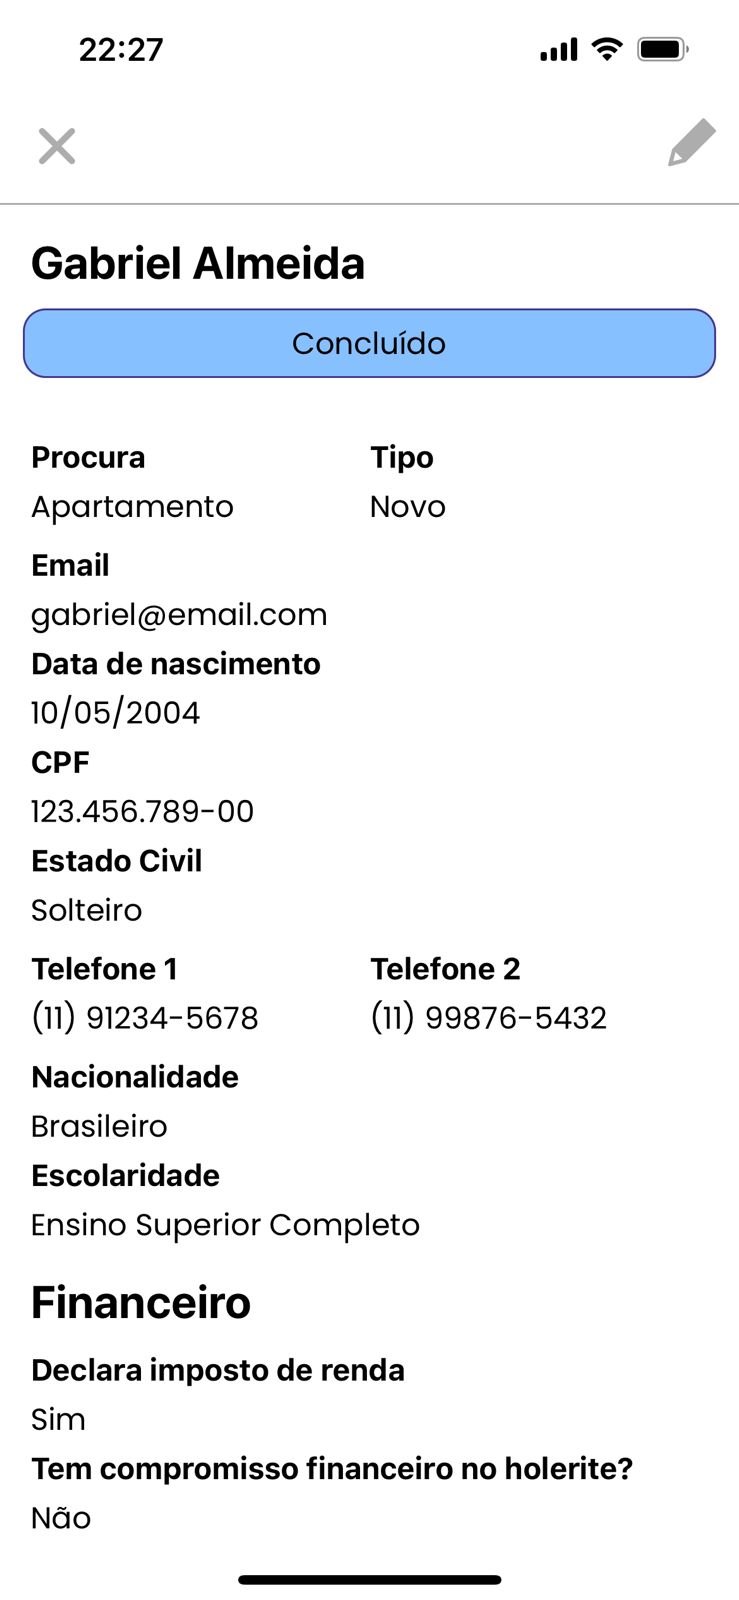 22:27
Gabriel Almeida
Concluído
Procura Tipo
Apartamento Novo
Email
gabriel@email.com
Data de nascimento
10/05/2004
CPF
123.456.789-00
Estado Civil
Solteiro
Telefone 1 Telefone 2
(11) 91234-5678 (11) 99876-5432
Nacionalidade
Brasileiro
Escolaridade
Ensino Superior Completo
Financeiro
Declara imposto de renda
Sim
Tem compromisso financeiro no holerite?
Não